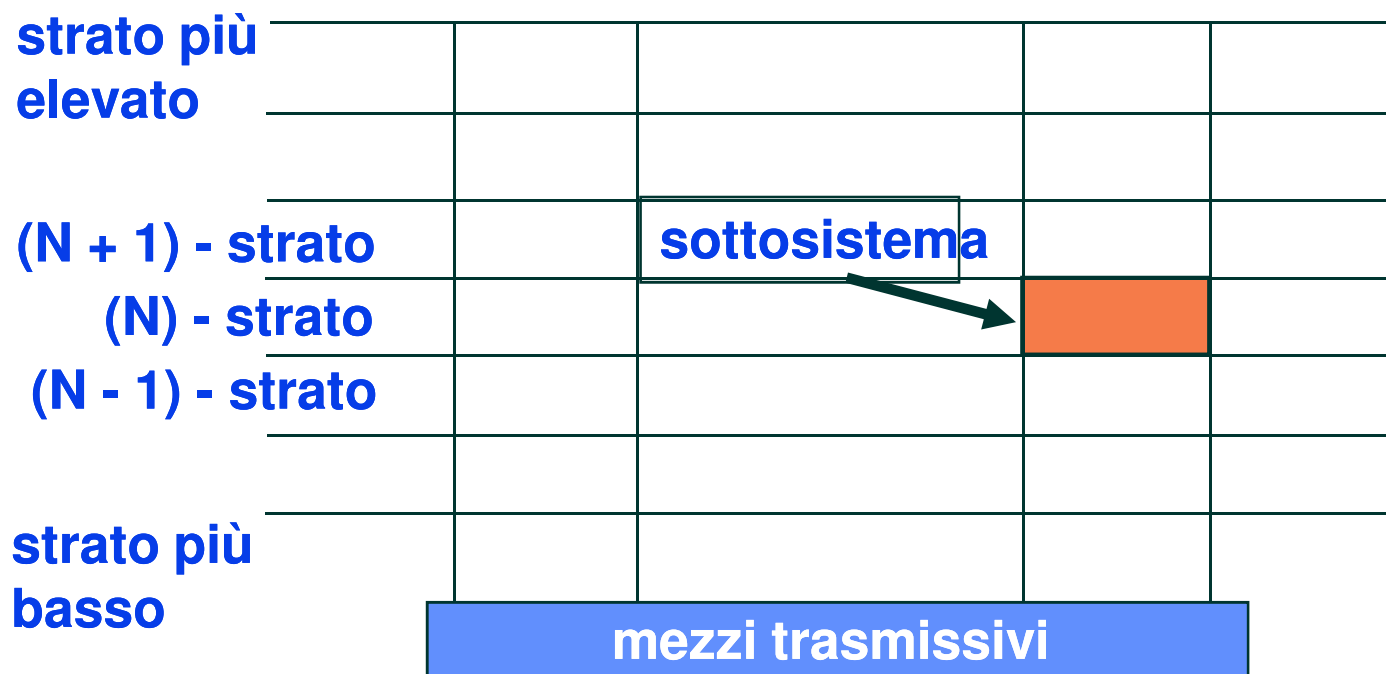 strato più
elevato
(N + 1) - strato
sottosistema
(N) - strato
(N - 1) - strato
strato più
basso
mezzi trasmissivi